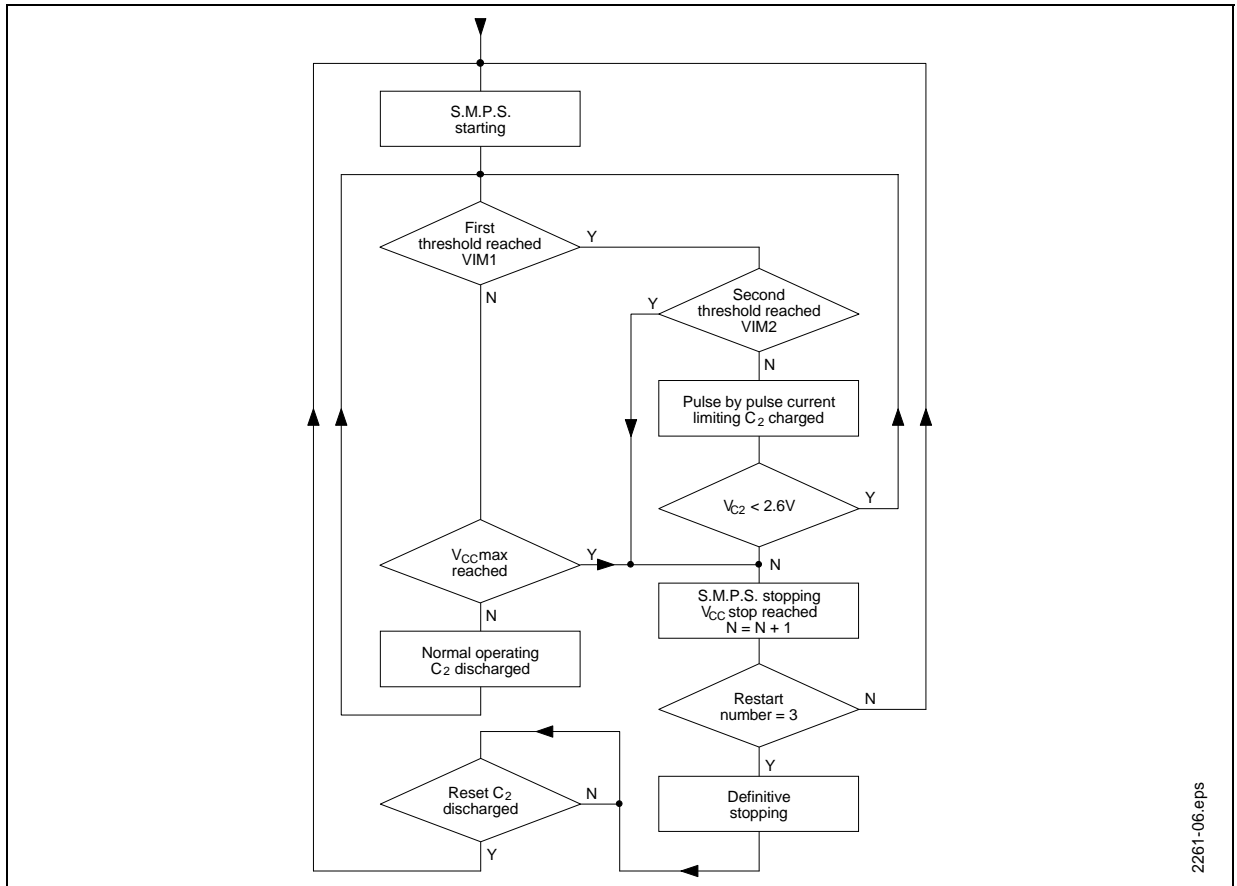 S.M.P.S.
starting
First
threshold reached
VIM1
Y
N
Second
threshold reached
VIM2
Y
N
Pulse by pulse current
limiting C2 charged
VC2 < 2.6V
Y
N
VCC max
reached
Y
N
S.M.P.S. stopping
VCC stop reached
N = N + 1
Normal operating
C2 discharged
Restart
number = 3
N
Y
Reset C2
discharged
N
Y
Definitive
stopping
2261-06.eps